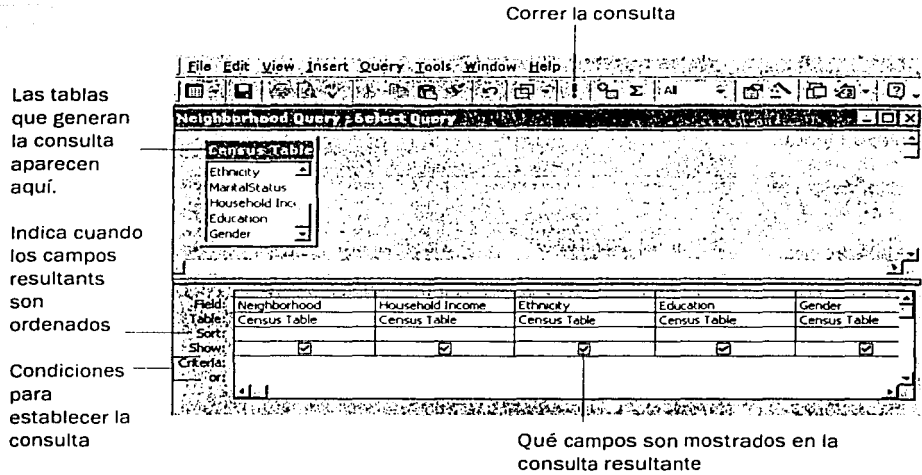 Correr la consulta
File Edit View Insert Query Tools Window Help
All
Las tablas
que generan
la consulta
aparecen
aquí.
Neighborhood Query : Select Query
Census Table
Ethnicity
MaritalStatus
Household Inc
Education
Gender
Indica cuando
los campos
resultants
son
ordenados
Field: Neighborhood Household Income Ethnicity Education Gender
Table: Census Table Census Table Census Table Census Table Census Table
Sort:
Show:
Criteria:
or:
Condiciones
para
establecer la
consulta
Qué campos son mostrados en la
consulta resultante